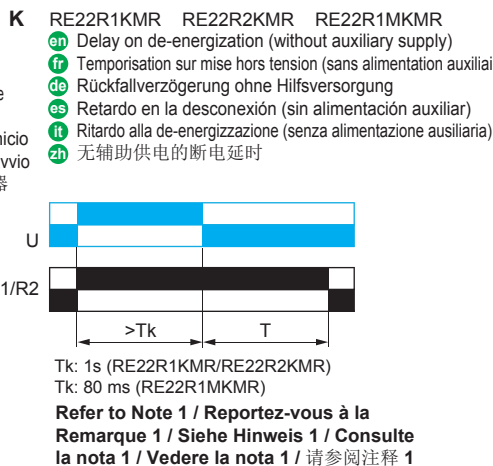 K RE22R1KMR RE22R2KMR RE22R1MKMR
en Delay on de-energization (without auxiliary supply)
fr Temporisation sur mise hors tension (sans alimentation auxiliai
de Rückfallverzögerung ohne Hilfsversorgung
es Retardo en la desconexión (sin alimentación auxiliar)
it Ritardo alla de-energizzazione (senza alimentazione ausiliaria)
zh 无辅助供电的断电延时
e
nicio
vvio
器
U
1/R2
>Tk T
Tk: 1s (RE22R1KMR/RE22R2KMR)
Tk: 80 ms (RE22R1MKMR)
Refer to Note 1 / Reportez-vous à la
Remarque 1 / Siehe Hinweis 1 / Consulte
la nota 1 / Vedere la nota 1 / 请参阅注释 1